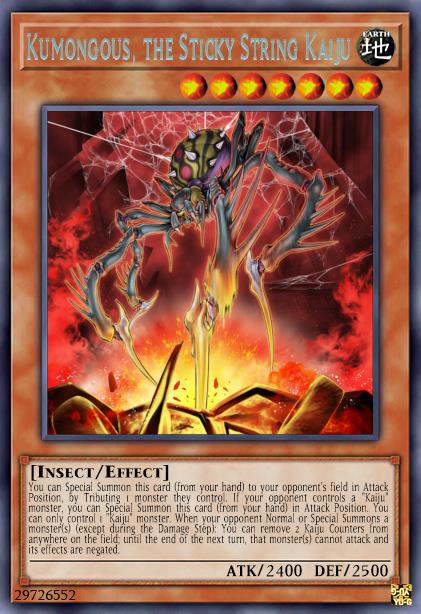 Kumongous, the Sticky String Kaiju
EARTH
地
[Insect/Effect]
You can Special Summon this card (from your hand) to your opponent's field in Attack
Position, by Tributing 1 monster they control. If your opponent controls a "Kaiju"
monster, you can Special Summon this card (from your hand) in Attack Position. You
can only control 1 "Kaiju" monster. When your opponent Normal or Special Summons a
monster(s) (except during the Damage Step): You can remove 2 Kaiju Counters from
anywhere on the field; until the end of the next turn, that monster(s) cannot attack and
its effects are negated.
ATK/2400 DEF/2500
29726552